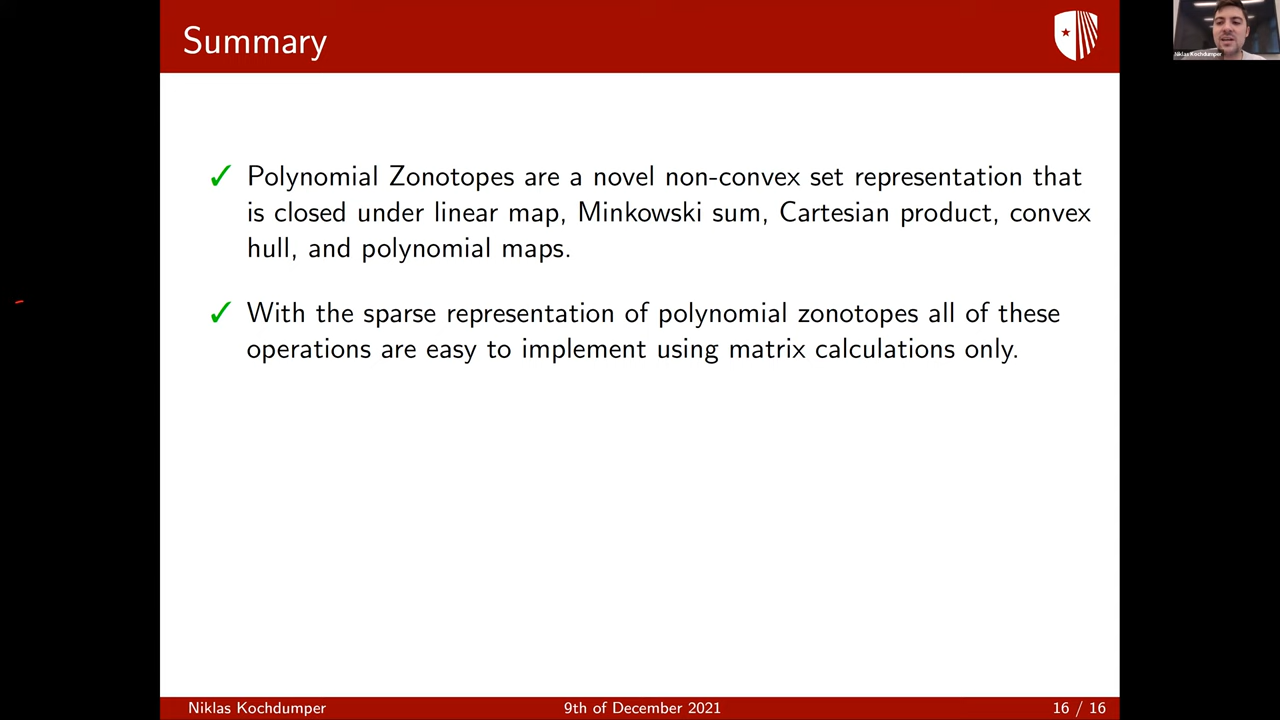 Summary
Niklas Kochdumper
✓ Polynomial Zonotopes are a novel non-convex set representation that
is closed under linear map, Minkowski sum, Cartesian product, convex
hull, and polynomial maps.
✓ With the sparse representation of polynomial zonotopes all of these
operations are easy to implement using matrix calculations only.
Niklas Kochdumper
9th of December 2021
16 / 16